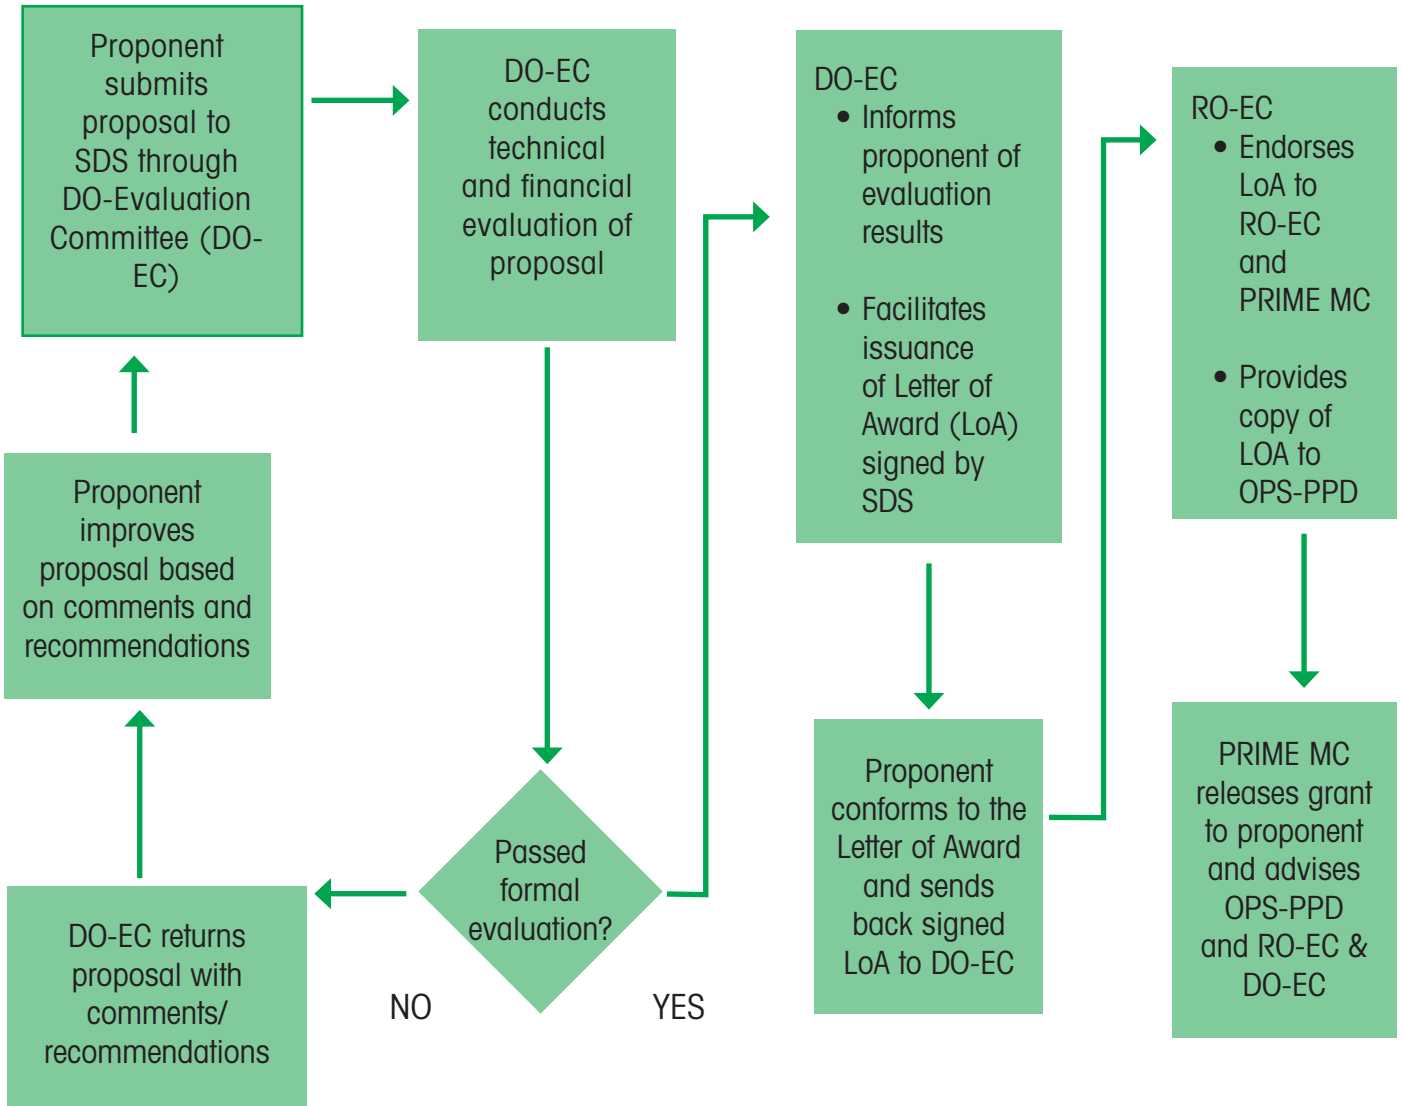 Proponent
submits
proposal to
SDS through
DO-Evaluation
Committee (DO-
EC)
DO-EC
conducts
technical
and financial
evaluation of
proposal
Passed
formal
evaluation?
NO
YES
DO-EC returns
proposal with
comments/
recommendations
Proponent
improves
proposal based
on comments and
recommendations
DO-EC
• Informs
proponent of
evaluation
results
• Facilitates
issuance
of Letter of
Award (LoA)
signed by
SDS
Proponent
conforms to the
Letter of Award
and sends
back signed
LoA to DO-EC
RO-EC
• Endorses
LoA to
RO-EC
and
PRIME MC
• Provides
copy of
LOA to
OPS-PPD
PRIME MC
releases grant
to proponent
and advises
OPS-PPD
and RO-EC &
DO-EC